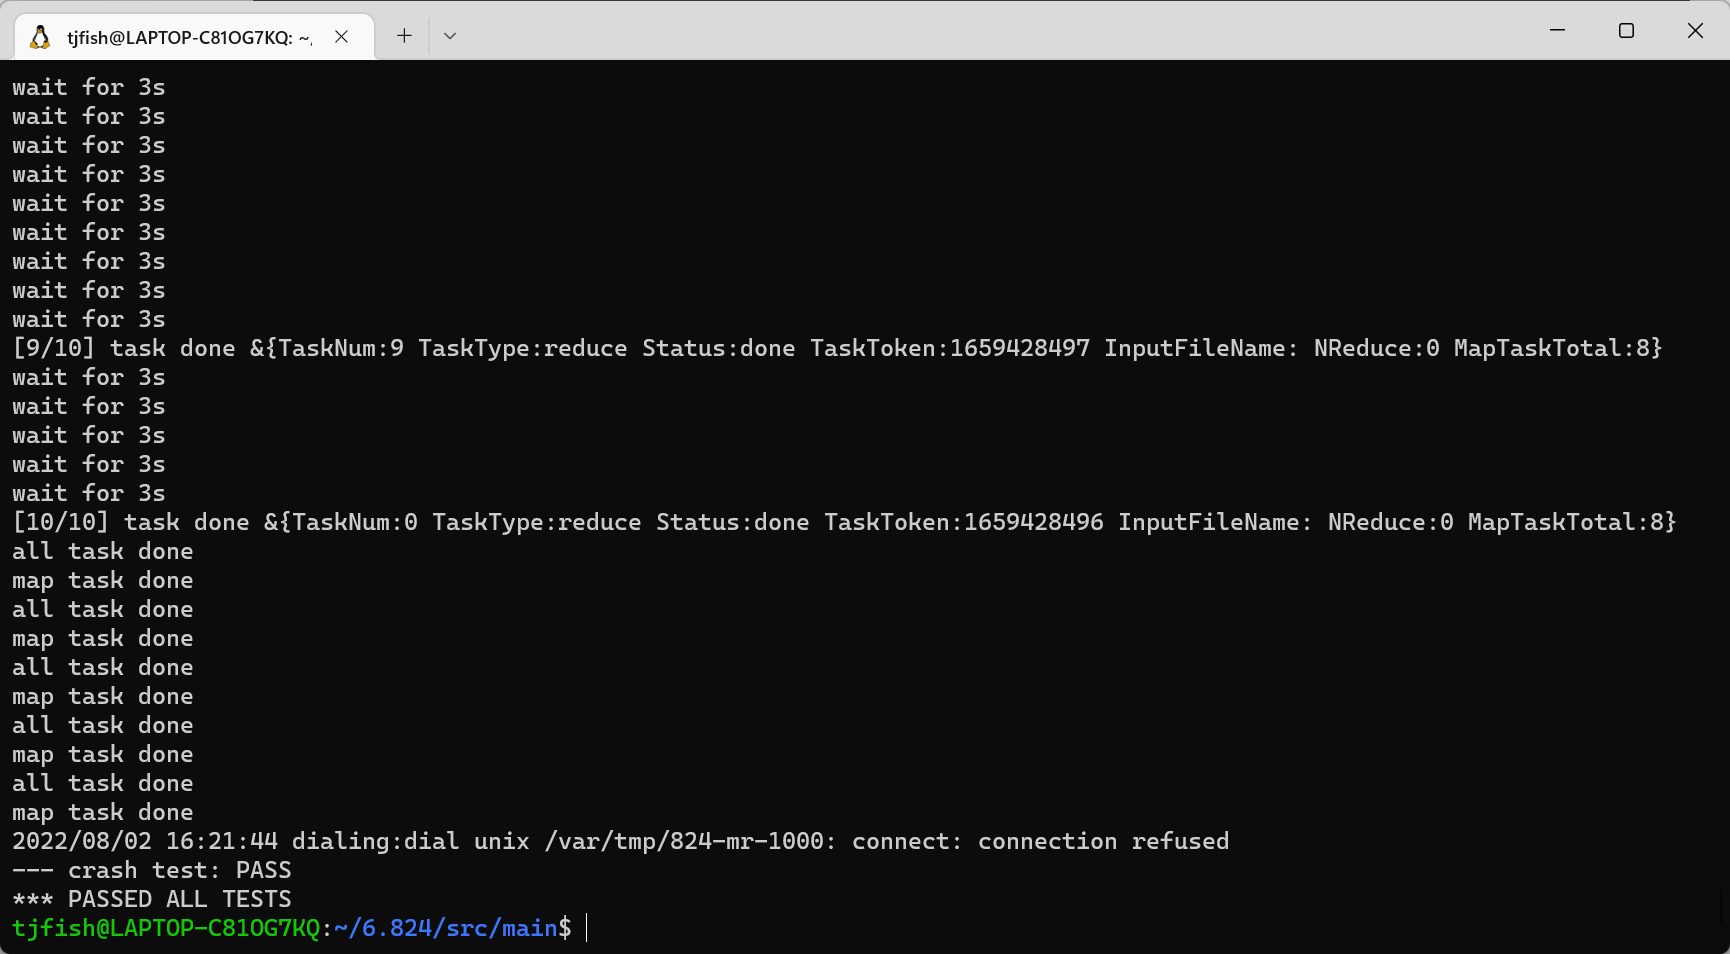 tjfish@LAPTOP-C81OG7KQ: ~,
wait for 3s
wait for 3s
wait for 3s
wait for 3s
wait for 3s
wait for 3s
wait for 3s
wait for 3s
wait for 3s
[9/10] task done &{TaskNum:9 TaskType:reduce Status:done TaskToken:1659428497 InputFileName: NReduce:0 MapTaskTotal:8}
wait for 3s
wait for 3s
wait for 3s
wait for 3s
wait for 3s
[10/10] task done &{TaskNum:0 TaskType:reduce Status:done TaskToken:1659428496 InputFileName: NReduce:0 MapTaskTotal:8}
all task done
map task done
all task done
map task done
all task done
map task done
all task done
map task done
all task done
map task done
2022/08/02 16:21:44 dialing:dial unix /var/tmp/824-mr-1000: connect: connection refused
--- crash test: PASS
*** PASSED ALL TESTS
tjfish@LAPTOP-C81OG7KQ:~/6.824/src/main$